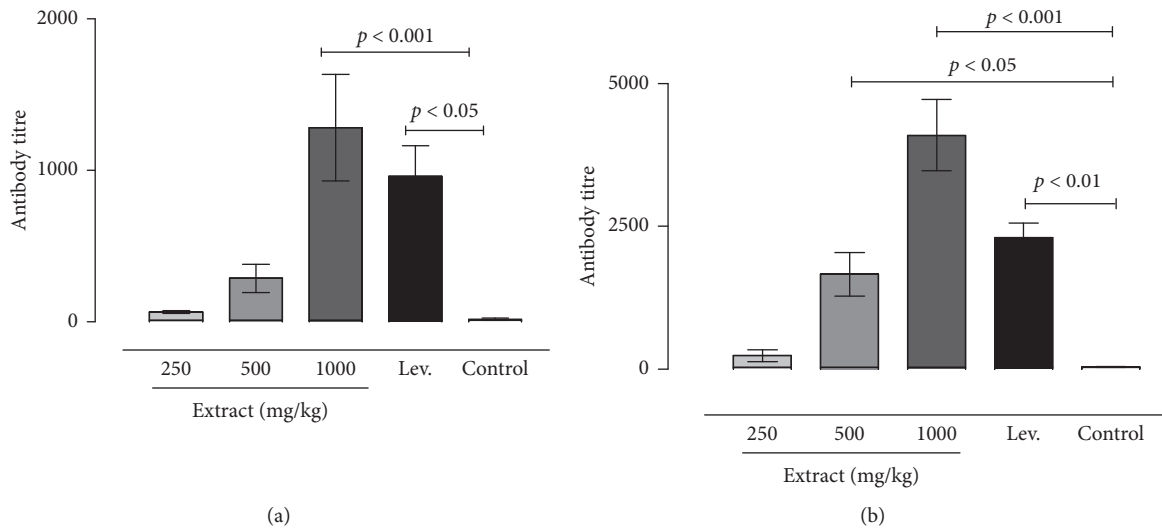 2000
1000
0
Antibody titre
p < 0.001
p < 0.05
250 500 1000 Lev. Control
Extract (mg/kg)
(a)
5000
2500
0
Antibody titre
p < 0.001
p < 0.05
p < 0.01
250 500 1000 Lev. Control
Extract (mg/kg)
(b)